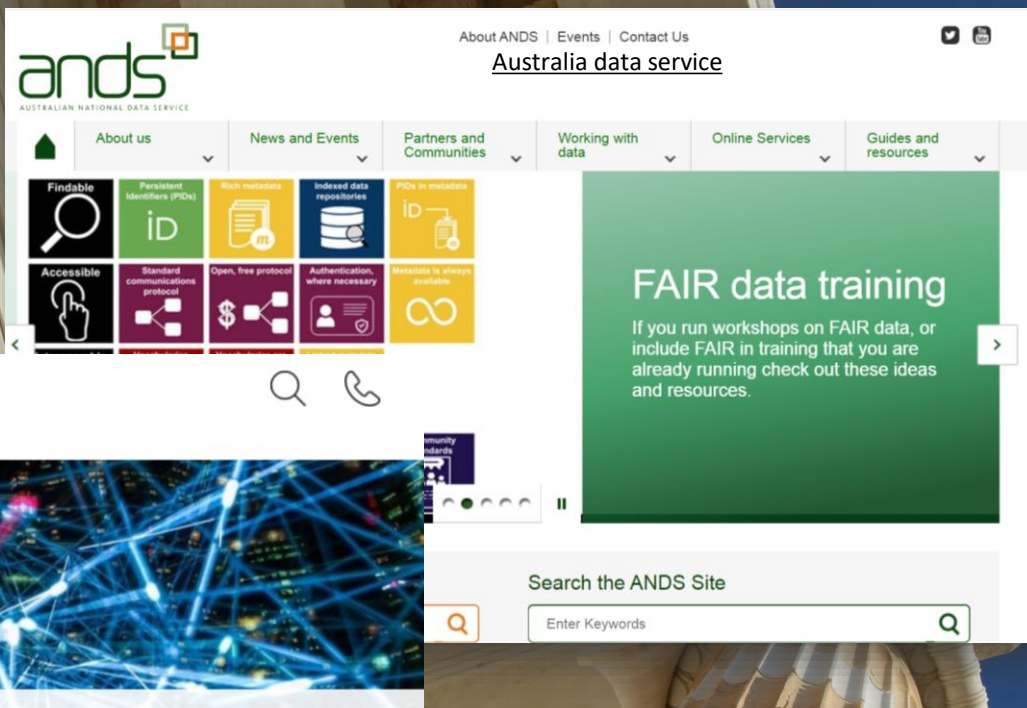 About ANDS | Events | Contact Us
Australia data service
ands
AUSTRALIAN NATIONAL DATA SERVICE
About us
News and Events
Partners and
Communities
Working with
data
Online Services
Guides and
resources
Findable
Persistent
Identifiers (PIDs)
iD
Rich metadata
m
Indexed data
repositories
PIDs in metadata
iD
Accessible
Standard
communications
protocol
Open, free protocol
$
Authentication,
where necessary
Metadata is always
available
FAIR data training
If you run workshops on FAIR data, or
include FAIR in training that you are
already running check out these ideas
and resources.
Search the ANDS Site
Enter Keywords